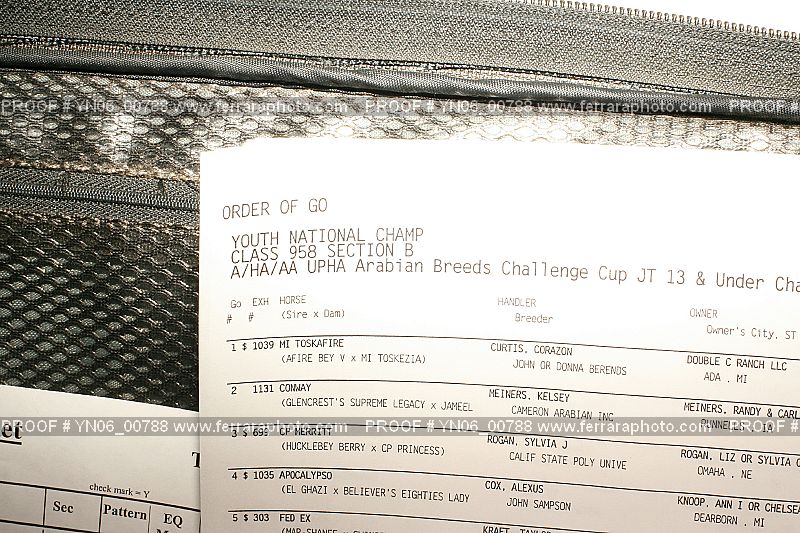 PROOF # YN06_00788 www.ferraraphoto.com PROOF # YN06_00788 www.ferraraphoto.com
ORDER OF GO
YOUTH NATIONAL CHAMP
CLASS 958 SECTION B
A/HA/AA UPHA Arabian Breeds Challenge Cup JT 13 & Under Cha
Go EXH HORSE HANDLER OWNER
# # (Sire x Dam) Breeder Owner's City, ST
1 $ 1039 MI TOSKAFIRE CURTIS, CORAZON DOUBLE C RANCH LLC
(AFIRE BEY V x MI TOSKEZIA) JOHN OR DONNA BERENDS ADA , MI
2 1131 CONWAY MEINERS, KELSEY MEINERS, RANDY & CARL
(GLENCREST'S SUPREME LEGACY x JAMEEL CAMERON ARABIAN INC
PROOF # YN06_00788 www.ferraraphoto.com PROOF # YN06_00788 www.ferraraphoto.com
3 $ 699 CP MERRITT ROGAN, SYLVIA J ROGAN, LIZ OR SYLVIA
(HUCKLEBEY BERRY x CP PRINCESS) CALIF STATE POLY UNIVE OMAHA , NE
4 $ 1035 APOCALYPSO COX, ALEXUS KNOOP, ANN I OR CHELSEA
(EL GHAZI x BELIEVER'S EIGHTIES LADY JOHN SAMPSON DEARBORN , MI
5 $ 303 FED EX
et
check mark = Y
Sec Pattern EQ